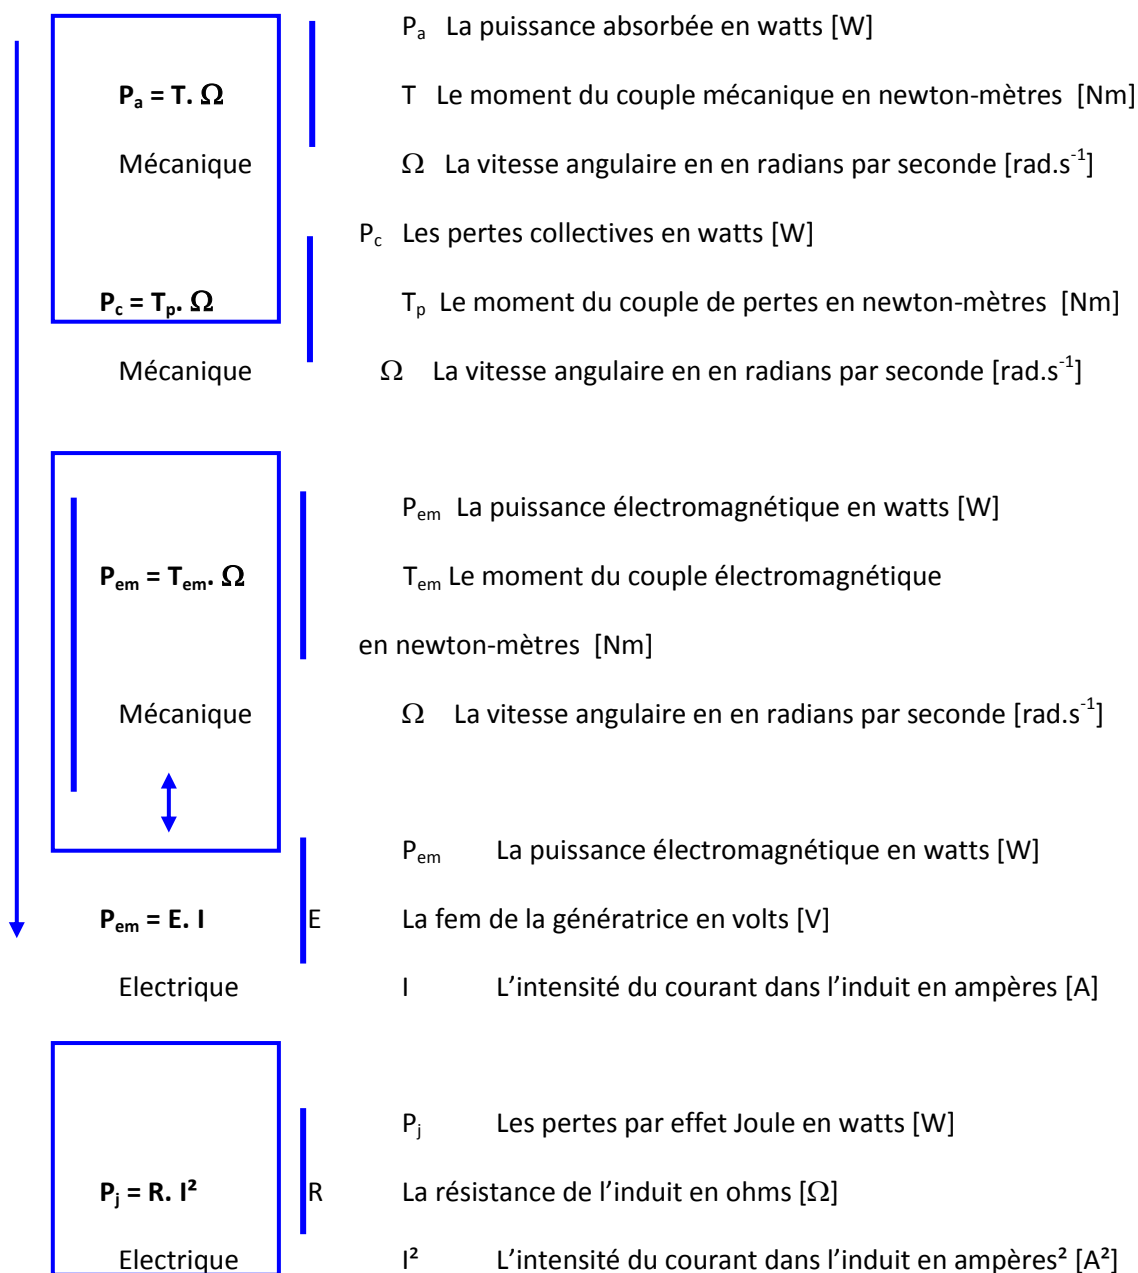 Pa La puissance absorbée en watts [W]
Pa = T. Ω T Le moment du couple mécanique en newton-mètres [Nm]
Mécanique Ω La vitesse angulaire en en radians par seconde [rad.s-1]
Pc Les pertes collectives en watts [W]
Pc = Tp. Ω Tp Le moment du couple de pertes en newton-mètres [Nm]
Mécanique Ω La vitesse angulaire en en radians par seconde [rad.s-1]
Pem La puissance électromagnétique en watts [W]
Pem = Tem. Ω Tem Le moment du couple électromagnétique
en newton-mètres [Nm]
Mécanique Ω La vitesse angulaire en en radians par seconde [rad.s-1]
Pem La puissance électromagnétique en watts [W]
Pem = E. I E La fem de la génératrice en volts [V]
Electrique I L’intensité du courant dans l’induit en ampères [A]
Pj Les pertes par effet Joule en watts [W]
Pj = R. I² R La résistance de l’induit en ohms [Ω]
Electrique I² L’intensité du courant dans l’induit en ampères² [A²]